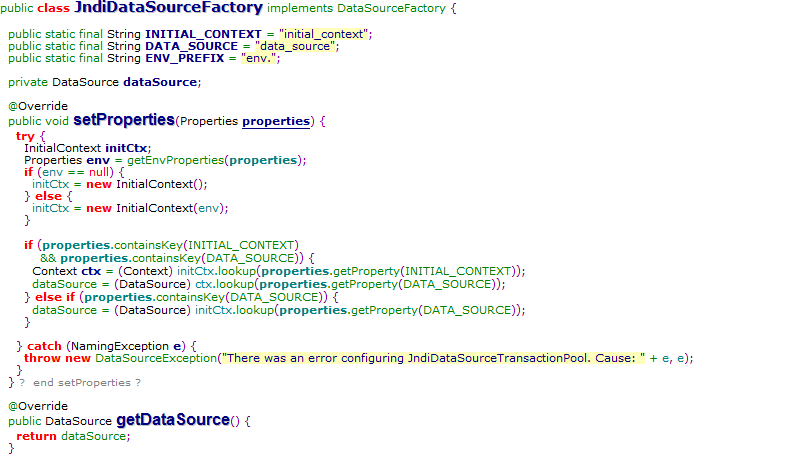 public class JndiDataSourceFactory implements DataSourceFactory {
public static final String INITIAL_CONTEXT = "initial_context";
public static final String DATA_SOURCE = "data_source";
public static final String ENV_PREFIX = "env.";
private DataSource dataSource;
@Override
public void setProperties(Properties properties) {
try {
InitialContext initCtx;
Properties env = getEnvProperties(properties);
if (env == null) {
initCtx = new InitialContext();
} else {
initCtx = new InitialContext(env);
}
if (properties.containsKey(INITIAL_CONTEXT)
&& properties.containsKey(DATA_SOURCE)) {
Context ctx = (Context) initCtx.lookup(properties.getProperty(INITIAL_CONTEXT));
dataSource = (DataSource) ctx.lookup(properties.getProperty(DATA_SOURCE));
} else if (properties.containsKey(DATA_SOURCE)) {
dataSource = (DataSource) initCtx.lookup(properties.getProperty(DATA_SOURCE));
}
} catch (NamingException e) {
throw new DataSourceException("There was an error configuring JndiDataSourceTransactionPool. Cause: " + e, e);
}
} ? end setProperties ?
@Override
public DataSource getDataSource() {
return dataSource;
}